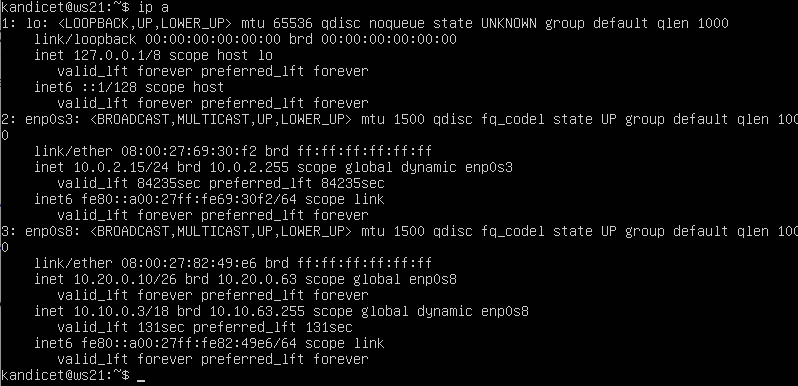 kandicet@ws21:~$ ip a
1: lo: <LOOPBACK,UP,LOWER_UP> mtu 65536 qdisc noqueue state UNKNOWN group default qlen 1000
    link/loopback 00:00:00:00:00:00 brd 00:00:00:00:00:00
    inet 127.0.0.1/8 scope host lo
       valid_lft forever preferred_lft forever
    inet6 ::1/128 scope host
       valid_lft forever preferred_lft forever
2: enp0s3: <BROADCAST,MULTICAST,UP,LOWER_UP> mtu 1500 qdisc fq_codel state UP group default qlen 100
0
    link/ether 08:00:27:69:30:f2 brd ff:ff:ff:ff:ff:ff
    inet 10.0.2.15/24 brd 10.0.2.255 scope global dynamic enp0s3
       valid_lft 84235sec preferred_lft 84235sec
    inet6 fe80::a00:27ff:fe69:30f2/64 scope link
       valid_lft forever preferred_lft forever
3: enp0s8: <BROADCAST,MULTICAST,UP,LOWER_UP> mtu 1500 qdisc fq_codel state UP group default qlen 100
0
    link/ether 08:00:27:82:49:e6 brd ff:ff:ff:ff:ff:ff
    inet 10.20.0.10/26 brd 10.20.0.63 scope global enp0s8
       valid_lft forever preferred_lft forever
    inet 10.10.0.3/18 brd 10.10.63.255 scope global dynamic enp0s8
       valid_lft 131sec preferred_lft 131sec
    inet6 fe80::a00:27ff:fe82:49e6/64 scope link
       valid_lft forever preferred_lft forever
kandicet@ws21:~$ _